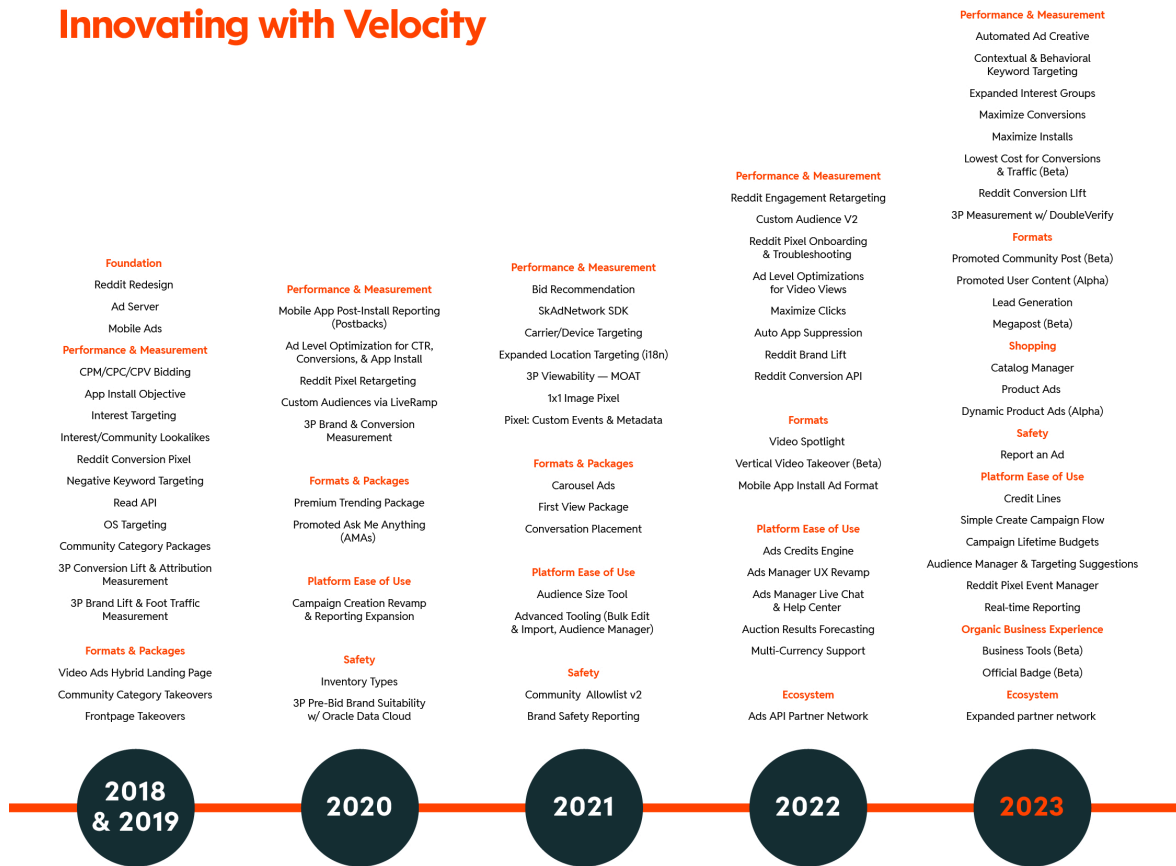 Innovating with Velocity
Foundation
Reddit Redesign
Ad Server
Mobile Ads
Performance & Measurement
CPM/CPC/CPV Bidding
App Install Objective
Interest Targeting
Interest/Community Lookalikes
Reddit Conversion Pixel
Negative Keyword Targeting
Read API
OS Targeting
Community Category Packages
3P Conversion Lift & Attribution
Measurement
3P Brand Lift & Foot Traffic
Measurement
Formats & Packages
Video Ads Hybrid Landing Page
Community Category Takeovers
Frontpage Takeovers
2018
& 2019
Performance & Measurement
Mobile App Post-Install Reporting
(Postbacks)
Ad Level Optimization for CTR,
Conversions, & App Install
Reddit Pixel Retargeting
Custom Audiences via LiveRamp
3P Brand & Conversion
Measurement
Formats & Packages
Premium Trending Package
Promoted Ask Me Anything
(AMAs)
Platform Ease of Use
Campaign Creation Revamp
& Reporting Expansion
Safety
Inventory Types
3P Pre-Bid Brand Suitability
w/ Oracle Data Cloud
2020
Performance & Measurement
Bid Recommendation
SkAdNetwork SDK
Carrier/Device Targeting
Expanded Location Targeting (i18n)
3P Viewability — MOAT
1x1 Image Pixel
Pixel: Custom Events & Metadata
Formats & Packages
Carousel Ads
First View Package
Conversation Placement
Platform Ease of Use
Audience Size Tool
Advanced Tooling (Bulk Edit
& Import, Audience Manager)
Safety
Community Allowlist v2
Brand Safety Reporting
2021
Performance & Measurement
Reddit Engagement Retargeting
Custom Audience V2
Reddit Pixel Onboarding
& Troubleshooting
Ad Level Optimizations
for Video Views
Maximize Clicks
Auto App Suppression
Reddit Brand Lift
Reddit Conversion API
Formats
Video Spotlight
Vertical Video Takeover (Beta)
Mobile App Install Ad Format
Platform Ease of Use
Ads Credits Engine
Ads Manager UX Revamp
Ads Manager Live Chat
& Help Center
Auction Results Forecasting
Multi-Currency Support
Ecosystem
Ads API Partner Network
2022
Performance & Measurement
Automated Ad Creative
Contextual & Behavioral
Keyword Targeting
Expanded Interest Groups
Maximize Conversions
Maximize Installs
Lowest Cost for Conversions
& Traffic (Beta)
Reddit Conversion LIft
3P Measurement w/ DoubleVerify
Formats
Promoted Community Post (Beta)
Promoted User Content (Alpha)
Lead Generation
Megapost (Beta)
Shopping
Catalog Manager
Product Ads
Dynamic Product Ads (Alpha)
Safety
Report an Ad
Platform Ease of Use
Credit Lines
Simple Create Campaign Flow
Campaign Lifetime Budgets
Audience Manager & Targeting Suggestions
Reddit Pixel Event Manager
Real-time Reporting
Organic Business Experience
Business Tools (Beta)
Official Badge (Beta)
Ecosystem
Expanded partner network
2023